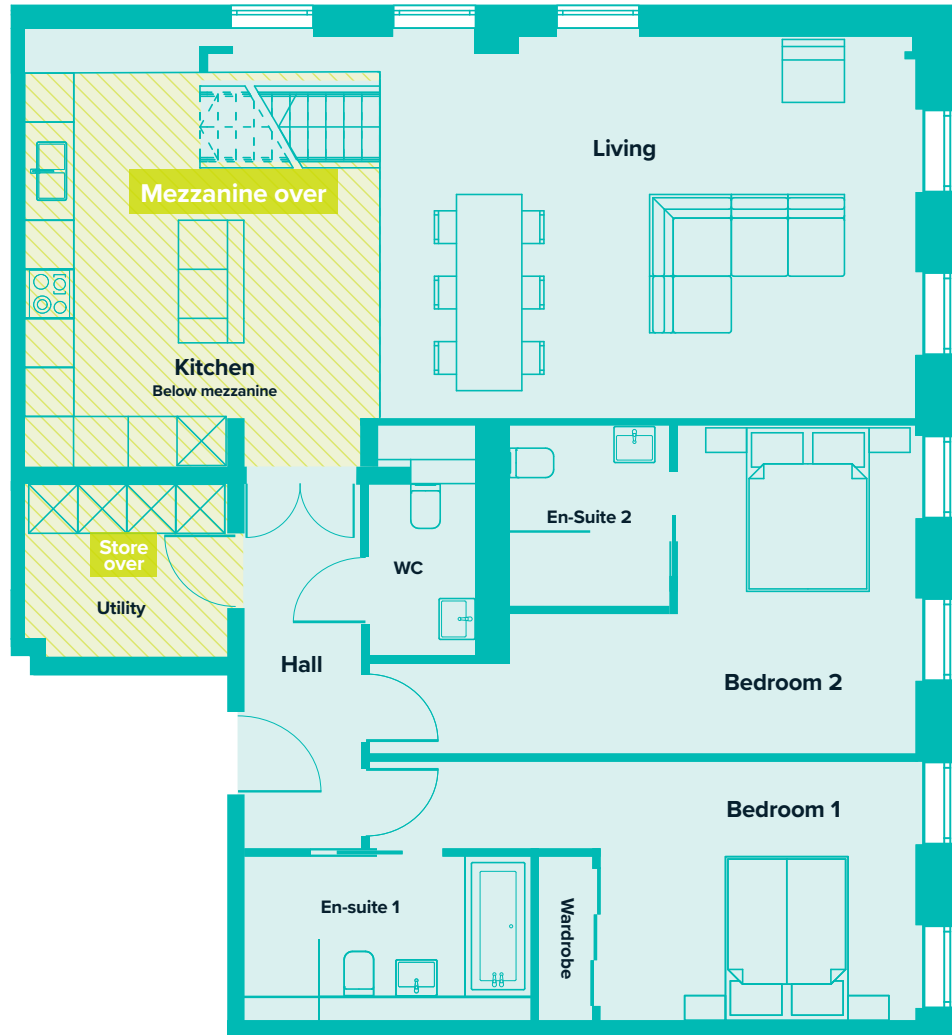 Living
Mezzanine over
Kitchen
Below mezzanine
En-Suite 2
Store
over
WC
Utility
Hall
Bedroom 2
Bedroom 1
En-suite 1
Wardrobe